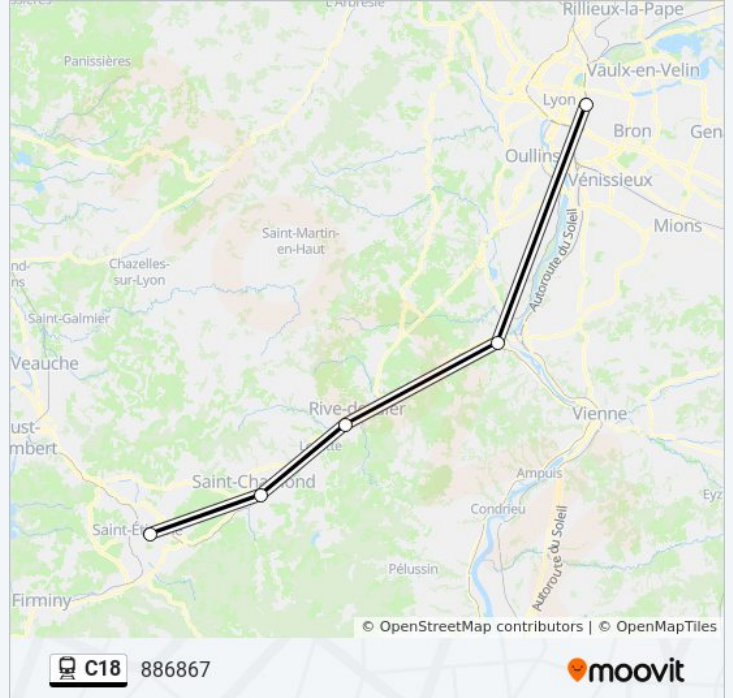 L'Arbresle
Rillieux-la-Pape
Panissières
Vaulx-en-Velin
Lyon
Bron
Oullins
Vénissieux
Saint-Martin-
en-Haut
Mions
Chazelles-
sur-Lyon
Autoroute du Soleil
Saint-Galmier
Veauche
Vienne
Ampuis
Condrieu
Autoroute du Soleil
Pélussin
Firminy
© OpenStreetMap contributors | © OpenMapTiles
C18 886867 moovit